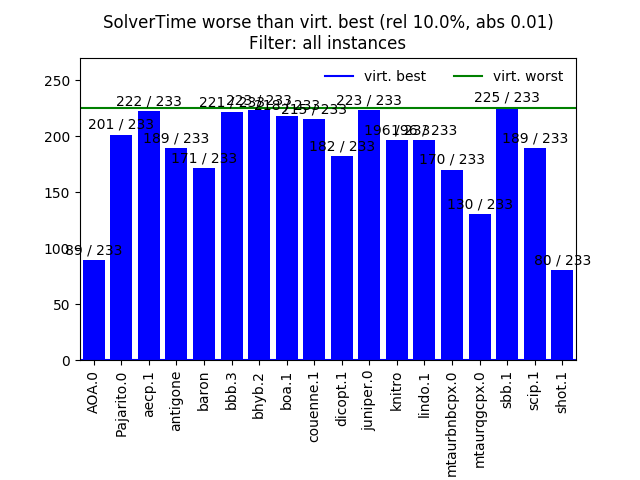 SolverTime worse than virt. best (rel 10.0%, abs 0.01)
Filter: all instances
virt. best
virt. worst
250
200
150
100
50
0
89 / 233
201 / 233
222 / 233
189 / 233
171 / 233
221 / 233
223 / 233
218 / 233
215 / 233
182 / 233
223 / 233
196 / 233
196 / 233
170 / 233
130 / 233
225 / 233
189 / 233
80 / 233
AOA.0
Pajarito.0
aecp.1
antigone
baron
bbb.3
bhyb.2
boa.1
couenne.1
dicopt.1
juniper.0
knitro
lindo.1
mtaurbnbcpx.0
mtaurqgcpx.0
sbb.1
scip.1
shot.1